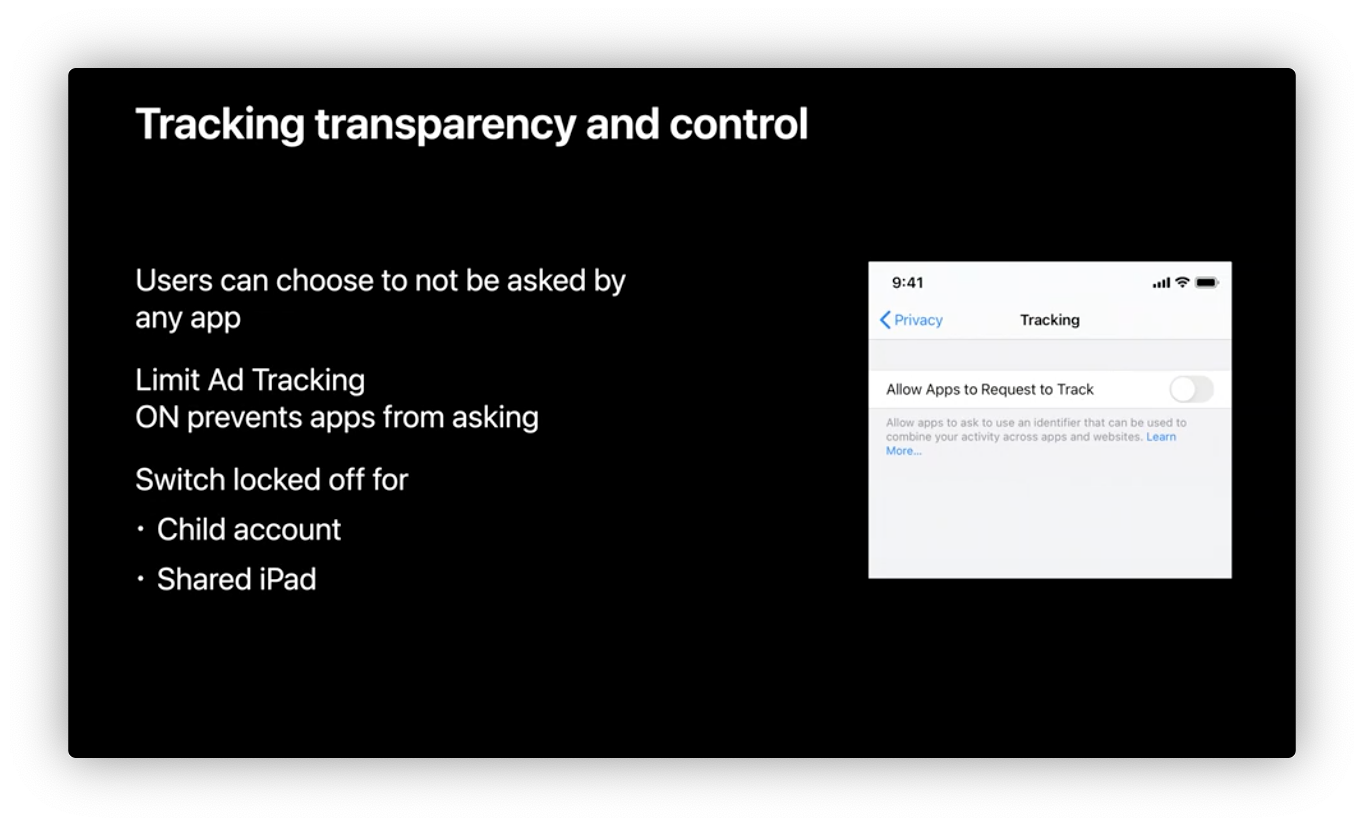 Tracking transparency and control
Users can choose to not be asked by
any app
Limit Ad Tracking
ON prevents apps from asking
Switch locked off for
• Child account
• Shared iPad
9:41
Privacy
Tracking
Allow Apps to Request to Track
Allow apps to ask to use an identifier that can be used to
combine your activity across apps and websites. Learn
More...